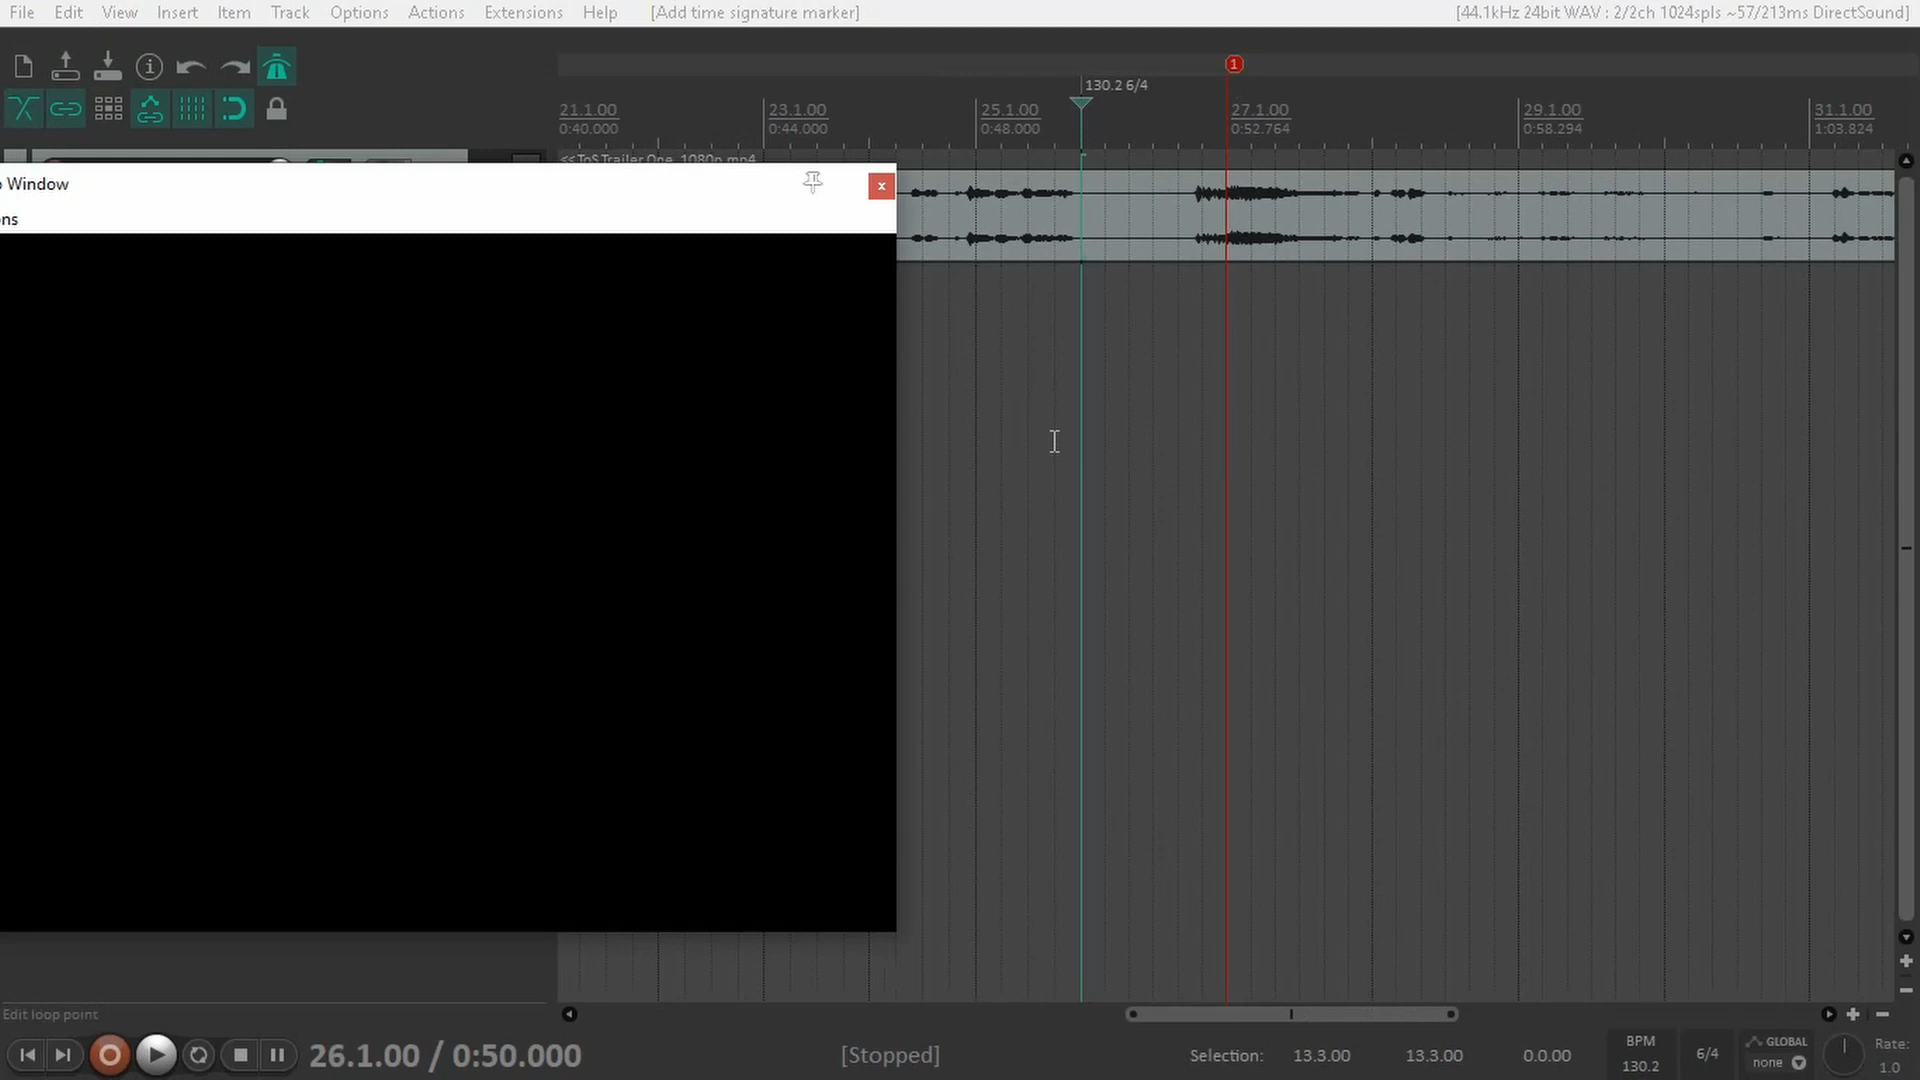 File Edit View Insert Item Track Options Actions Extensions Help [Add time signature marker] [44.1kHz 24bit WAV : 2/2ch 1024spls ~57/213ms DirectSound]
1
130.2 6/4
21.1.00 23.1.00 25.1.00 27.1.00 29.1.00 31.1.00
0:40.000 0:44.000 0:48.000 0:52.764 0:58.294 1:03.824
<<ToS Trailer One_1080p.mp4
o Window
ns
Edit loop point
26.1.00 / 0:50.000 [Stopped] Selection: 13.3.00 13.3.00 0.0.00
BPM
130.2
6/4
GLOBAL
none
Rate:
1.0